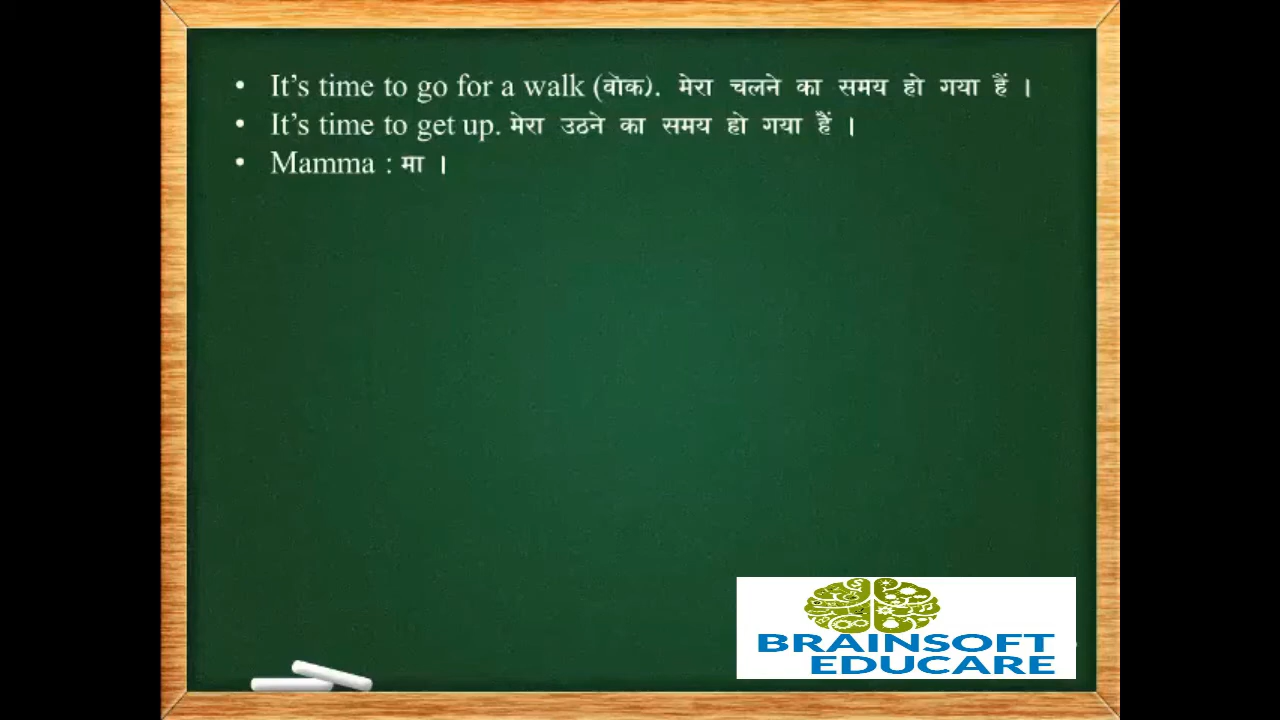 • It's time to go for a walk (वॉक). मेरा चलने का समय हो गया हैं ।
• It's time to get up. मेरा उठने का समय हो गया हैं ।
• Mamma : मा ।
BRAINSOFT
EDUCARE